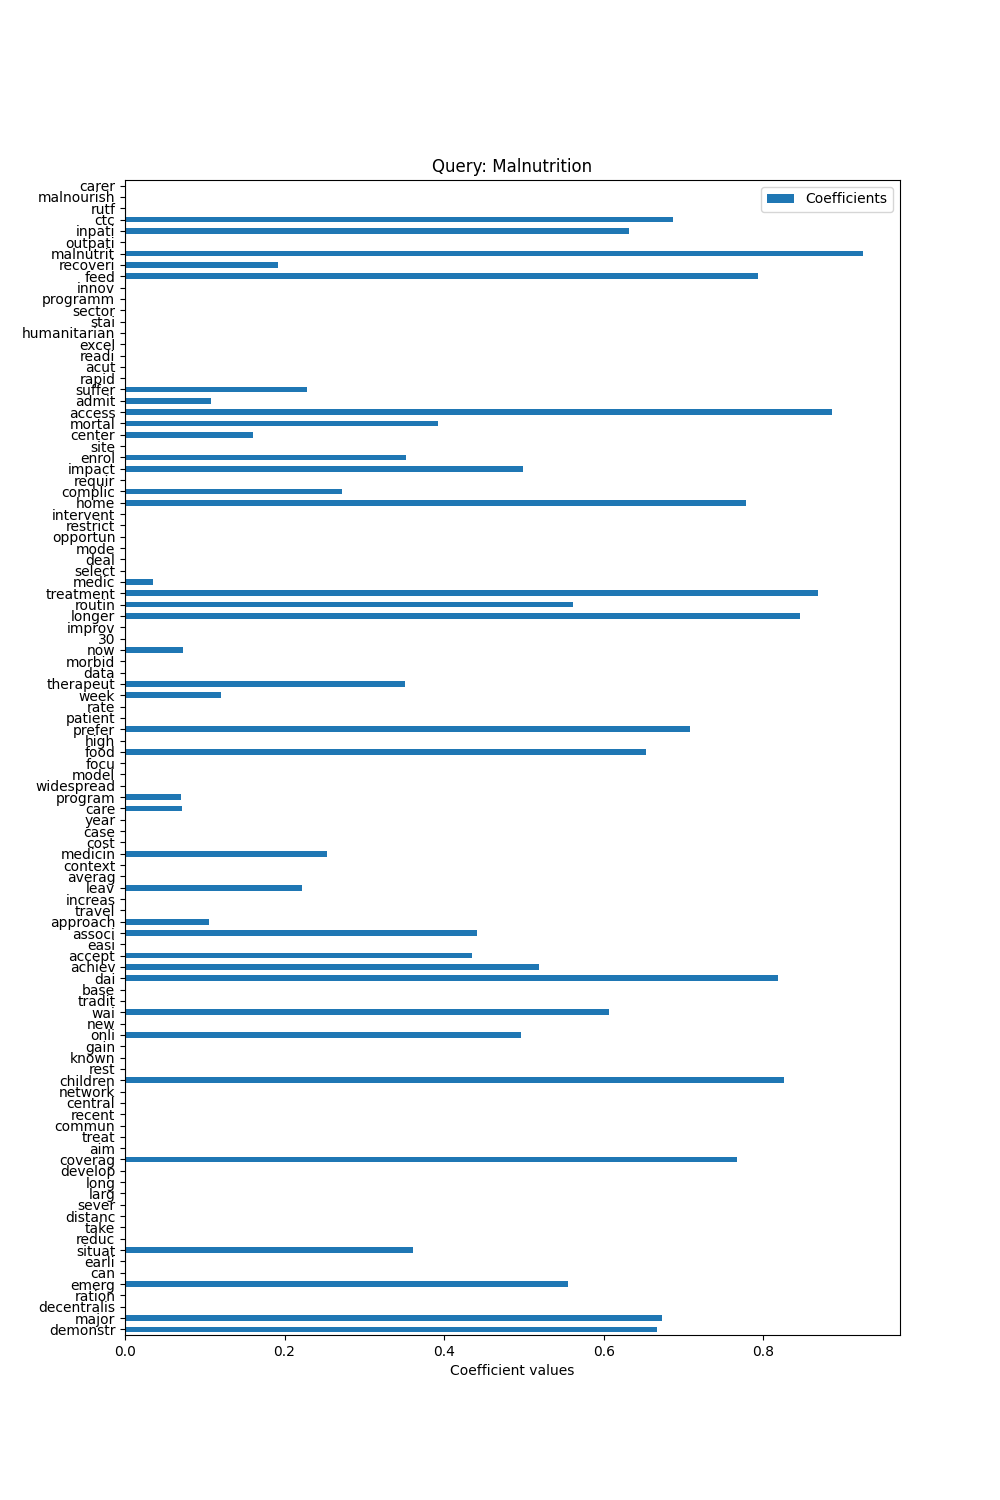 Query: Malnutrition
Coefficients
carer
malnourish
rutf
ctc
inpati
outpati
malnutrit
recoveri
feed
innov
programm
sector
stai
humanitarian
excel
readi
acut
rapid
suffer
admit
access
mortal
center
site
enrol
impact
requir
complic
home
intervent
restrict
opportun
mode
deal
select
medic
treatment
routin
longer
improv
30
now
morbid
data
therapeut
week
rate
patient
prefer
high
food
focu
model
widespread
program
care
year
case
cost
medicin
context
averag
leav
increas
travel
approach
associ
easi
accept
achiev
dai
base
tradit
wai
new
onli
gain
known
rest
children
network
central
recent
commun
treat
aim
coverag
develop
long
larg
sever
distanc
take
reduc
situat
earli
can
emerg
ration
decentralis
major
demonstr
0.0 0.2 0.4 0.6 0.8
Coefficient values